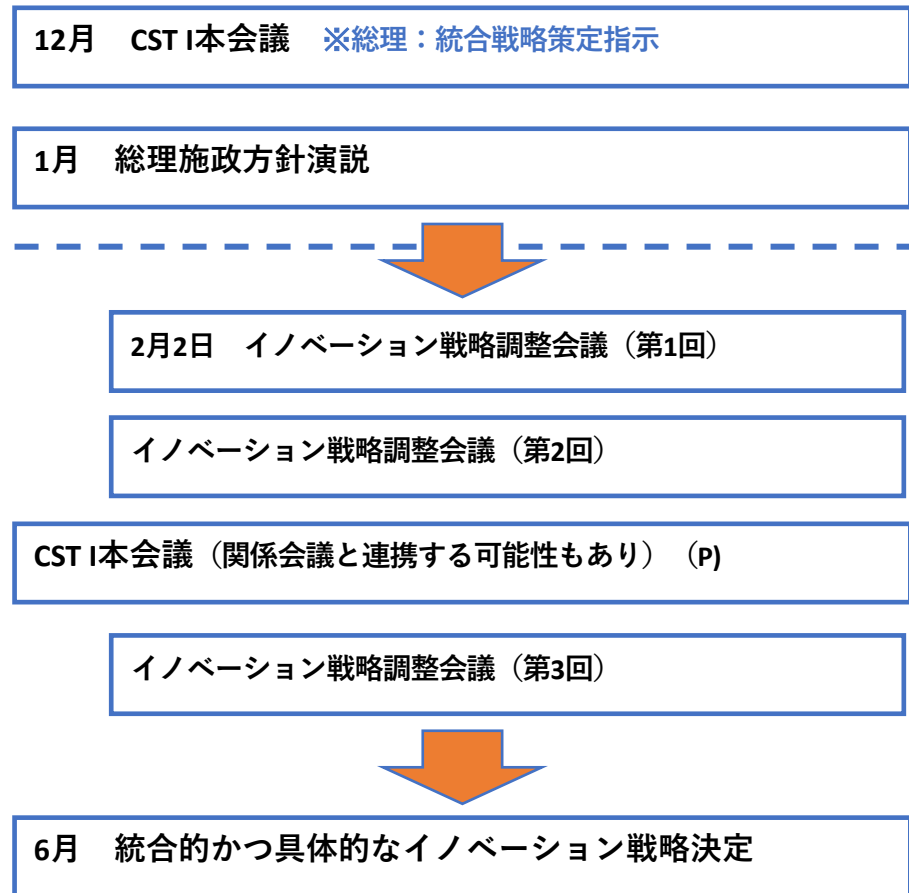 12月 CST I本会議 ※総理：統合戦略策定指示
1月 総理施政方針演説
2月2日 イノベーション戦略調整会議（第1回）
イノベーション戦略調整会議（第2回）
CST I本会議（関係会議と連携する可能性もあり）（P)
イノベーション戦略調整会議（第3回）
6月 統合的かつ具体的なイノベーション戦略決定